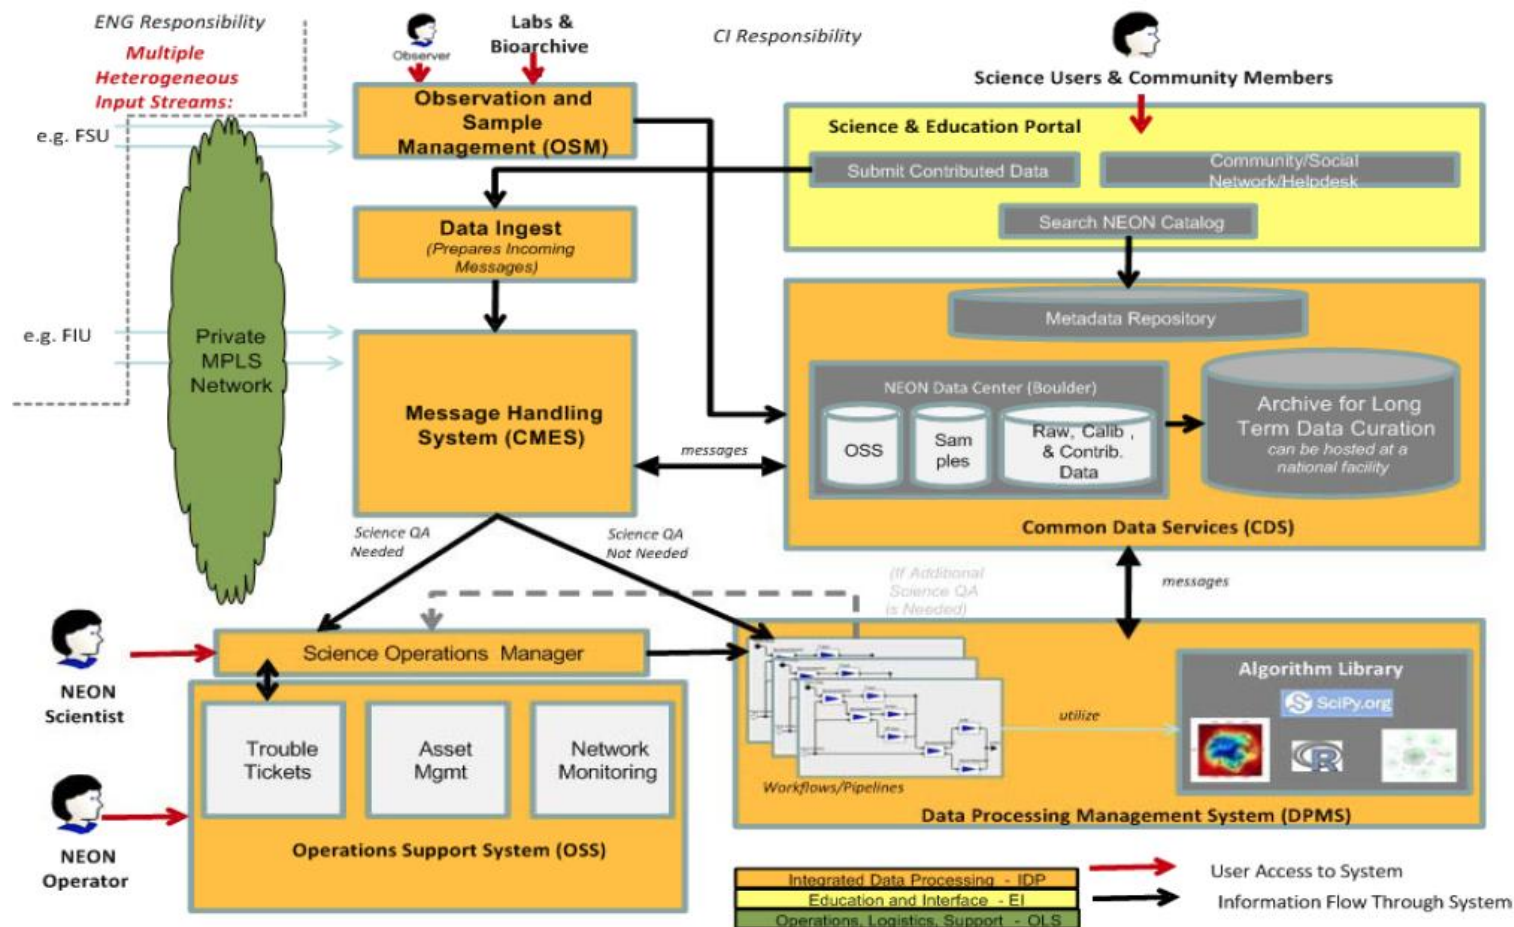 ENG Responsibility
Multiple
Heterogeneous
Input Streams:
e.g. FSU
e.g. FIU
Private
MPLS
Network
Observer
Labs &
Bioarchive
CI Responsibility
Observation and
Sample
Management (OSM)
Data Ingest
(Prepares Incoming
Messages)
Message Handling
System (CMES)
messages
Science QA
Needed
Science QA
Not Needed
Science Users & Community Members
Science & Education Portal
Submit Contributed Data
Community/Social
Network/Helpdesk
Search NEON Catalog
Metadata Repository
NEON Data Center (Boulder)
OSS
Sam
ples
Raw, Calib ,
& Contrib.
Data
Archive for Long
Term Data Curation
can be hosted at a
national facility
Common Data Services (CDS)
messages
(If Additional
Science QA
is Needed)
NEON
Scientist
Science Operations Manager
Trouble
Tickets
Asset
Mgmt
Network
Monitoring
Operations Support System (OSS)
NEON
Operator
Workflows/Pipelines
utilize
Algorithm Library
SciPy.org
R
Data Processing Management System (DPMS)
Integrated Data Processing - IDP
Education and Interface - EI
Operations, Logistics, Support - OLS
User Access to System
Information Flow Through System